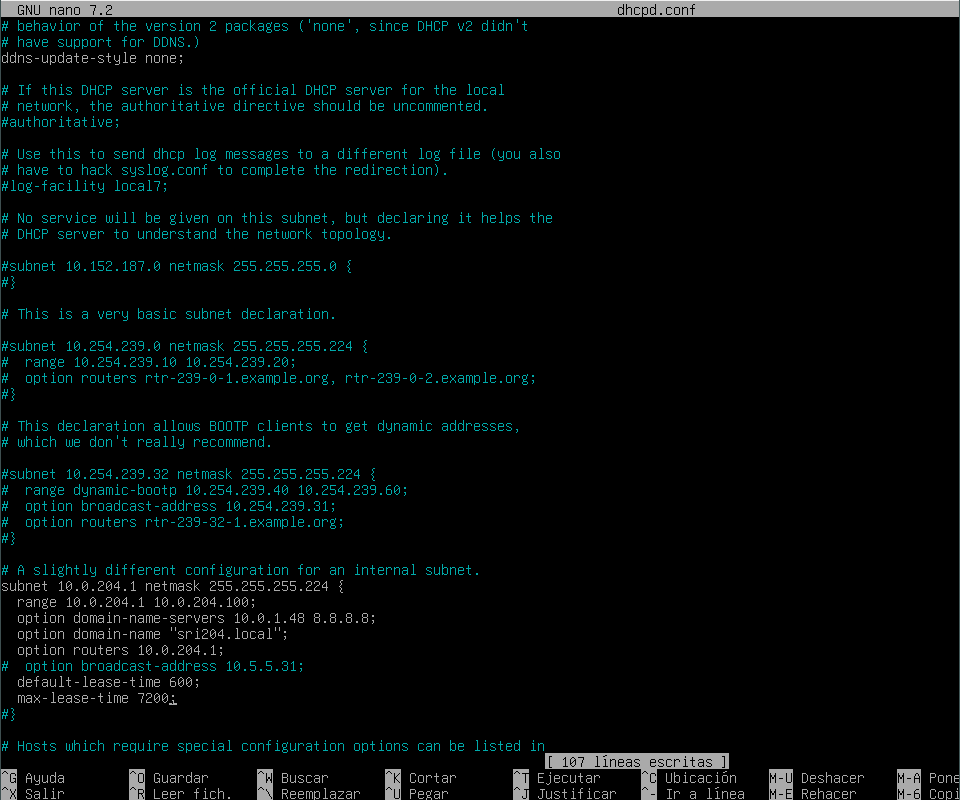 GNU nano 7.2 dhcpd.conf
# behavior of the version 2 packages ('none', since DHCP v2 didn't
# have support for DDNS.)
ddns-update-style none;
# If this DHCP server is the official DHCP server for the local
# network, the authoritative directive should be uncommented.
#authoritative;
# Use this to send dhcp log messages to a different log file (you also
# have to hack syslog.conf to complete the redirection).
#log-facility local7;
# No service will be given on this subnet, but declaring it helps the
# DHCP server to understand the network topology.
#subnet 10.152.187.0 netmask 255.255.255.0 {
#}
# This is a very basic subnet declaration.
#subnet 10.254.239.0 netmask 255.255.255.224 {
#  range 10.254.239.10 10.254.239.20;
#  option routers rtr-239-0-1.example.org, rtr-239-0-2.example.org;
#}
# This declaration allows BOOTP clients to get dynamic addresses,
# which we don't really recommend.
#subnet 10.254.239.32 netmask 255.255.255.224 {
#  range dynamic-bootp 10.254.239.40 10.254.239.60;
#  option broadcast-address 10.254.239.31;
#  option routers rtr-239-32-1.example.org;
#}
# A slightly different configuration for an internal subnet.
subnet 10.0.204.1 netmask 255.255.255.224 {
  range 10.0.204.1 10.0.204.100;
  option domain-name-servers 10.0.1.48 8.8.8.8;
  option domain-name "sri204.local";
  option routers 10.0.204.1;
#  option broadcast-address 10.5.5.31;
  default-lease-time 600;
  max-lease-time 7200;
#}
# Hosts which require special configuration options can be listed in
[ 107 líneas escritas ]
^G Ayuda ^O Guardar ^W Buscar ^K Cortar ^T Ejecutar ^C Ubicación M-U Deshacer M-A Pone
^X Salir ^R Leer fich. ^\ Reemplazar ^U Pegar ^J Justificar ^- Ir a línea M-E Rehacer M-6 Copi